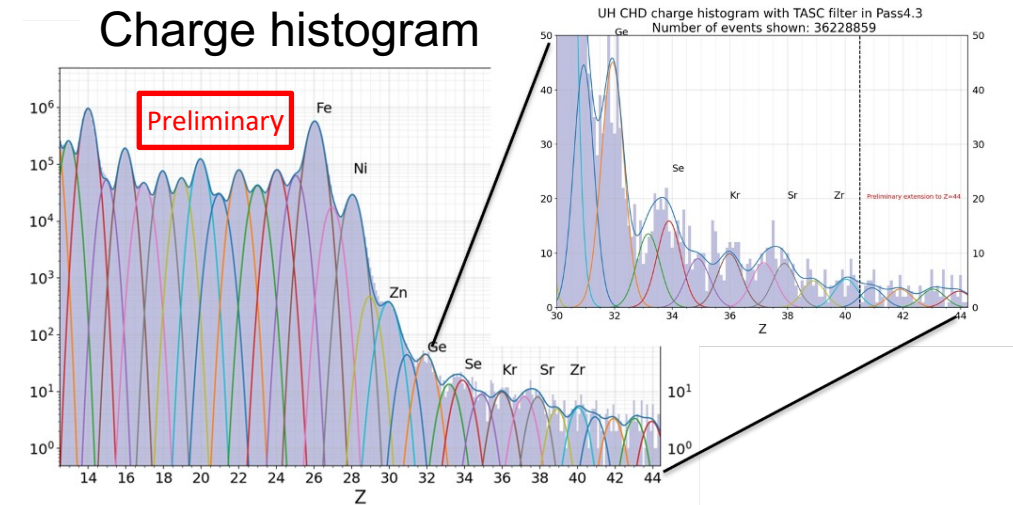 Charge histogram
Preliminary
10⁶
10⁵
10⁴
10³
10²
10¹
10⁰
Fe
Ni
Zn
Ge
Se
Kr
Sr
Zr
10¹
10⁰
14 16 18 20 22 24 26 28 30 32 34 36 38 40 42 44
Z
UH CHD charge histogram with TASC filter in Pass4.3
Number of events shown: 36228859
50
40
30
20
10
0
Ge
Se
Kr
Sr
Zr
Preliminary extension to Z=44
50
40
30
20
10
0
30 32 34 36 38 40 42 44
Z